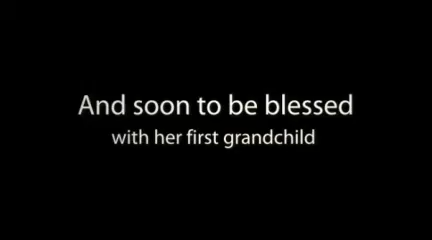 And soon to be blessed
with her first grandchild